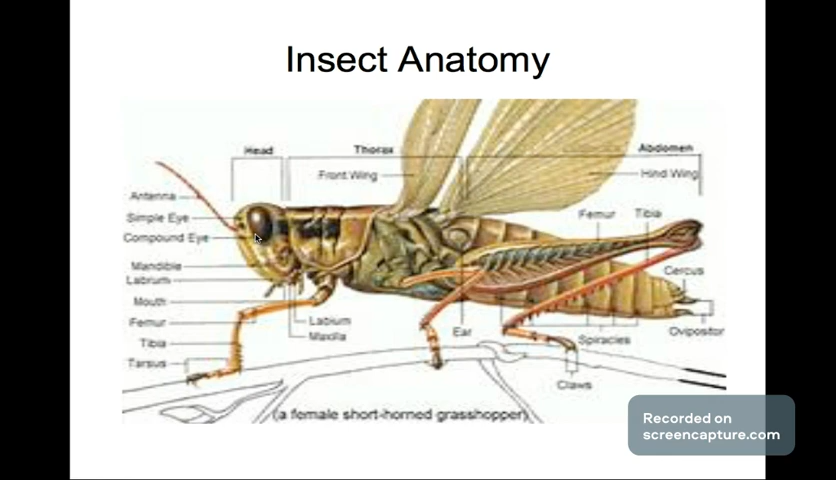 Insect Anatomy
Head
Thorax
Abdomen
Front Wing
Hind Wing
Antenna
Simple Eye
Compound Eye
Femur
Tibia
Mandible
Labrum
Cercus
Mouth
Femur
Labium
Maxilla
Ear
Spiracles
Ovipositor
Tibia
Tarsus
Claws
(a female short-horned grasshopper)
Recorded on
screencapture.com